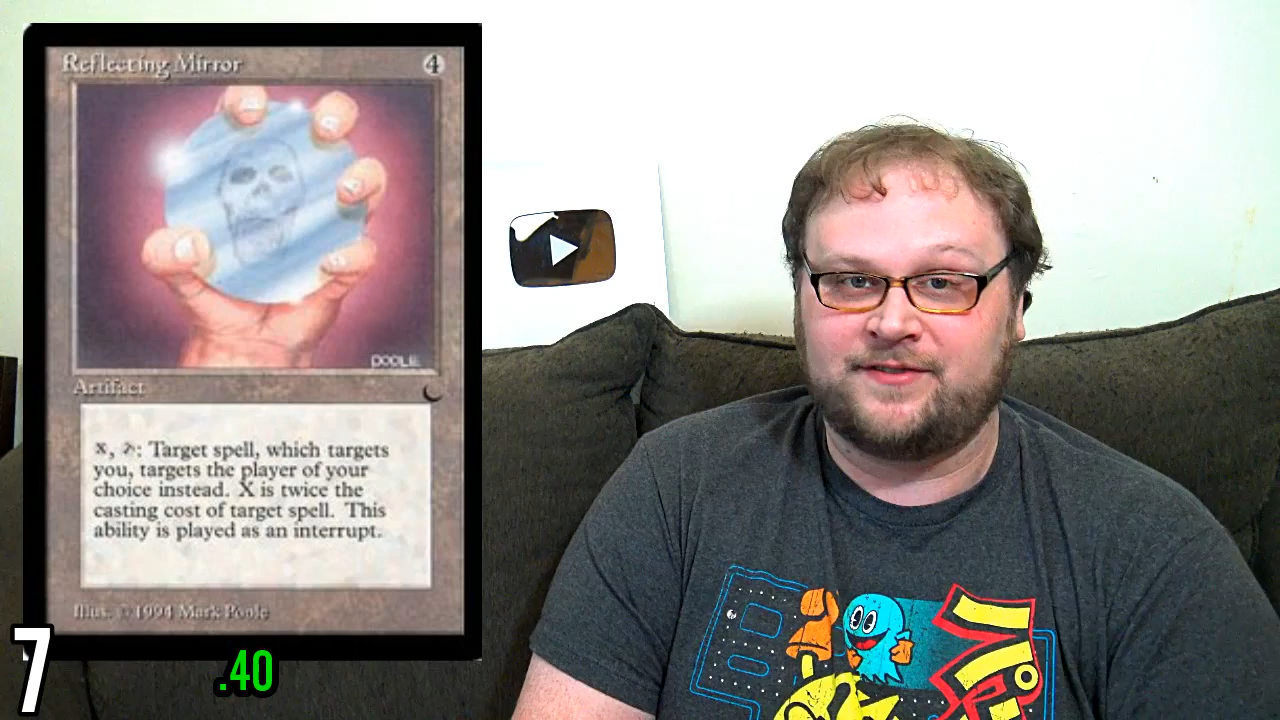 Reflecting Mirror 4
POOLE
Artifact
X, T: Target spell, which targets
you, targets the player of your
choice instead. X is twice the
casting cost of target spell. This
ability is played as an interrupt.
Illus. © 1994 Mark Poole
7
.40